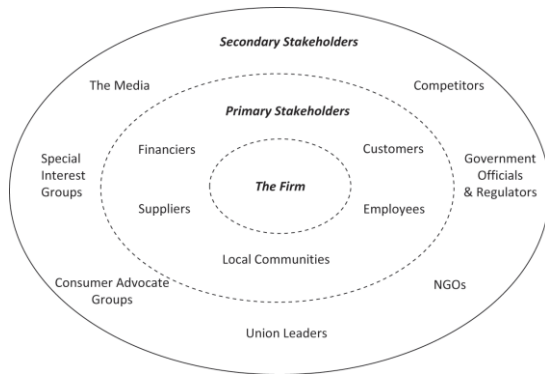 Secondary Stakeholders
The Media
Competitors
Primary Stakeholders
Financiers
Customers
Special
Interest
Groups
Government
Officials
& Regulators
The Firm
Suppliers
Employees
Local Communities
Consumer Advocate
Groups
NGOs
Union Leaders